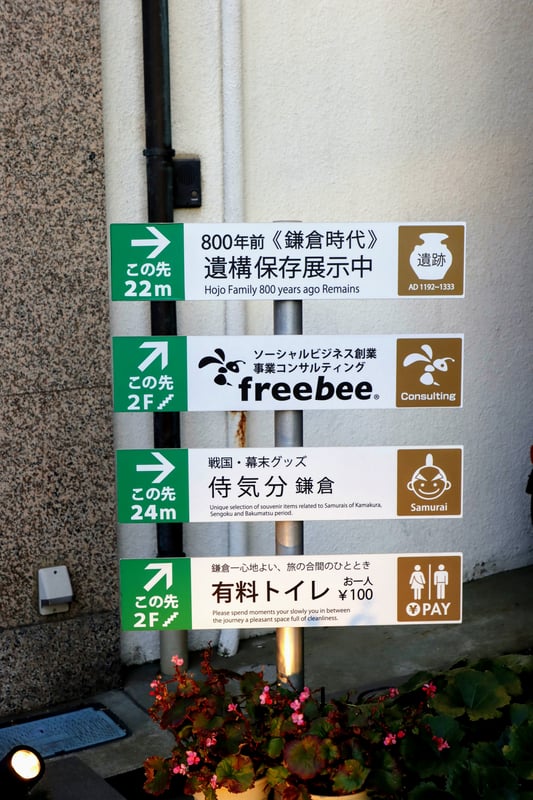 この先
22m
800年前《鎌倉時代》
遺構保存展示中
Hojo Family 800 years ago Remains
遺跡
AD 1192~1333
この先
2F
ソーシャルビジネス創業
事業コンサルティング
freebee®
Consulting
この先
24m
戦国・幕末グッズ
侍気分 鎌倉
Unique selection of souvenir items related to Samurais of Kamakura,
Sengoku and Bakumatsu period.
Samurai
この先
2F
鎌倉一心地よい、旅の合間のひととき
有料トイレ お一人 ¥100
Please spend moments your slowly you in between
the journey a pleasant space full of cleanliness.
¥PAY